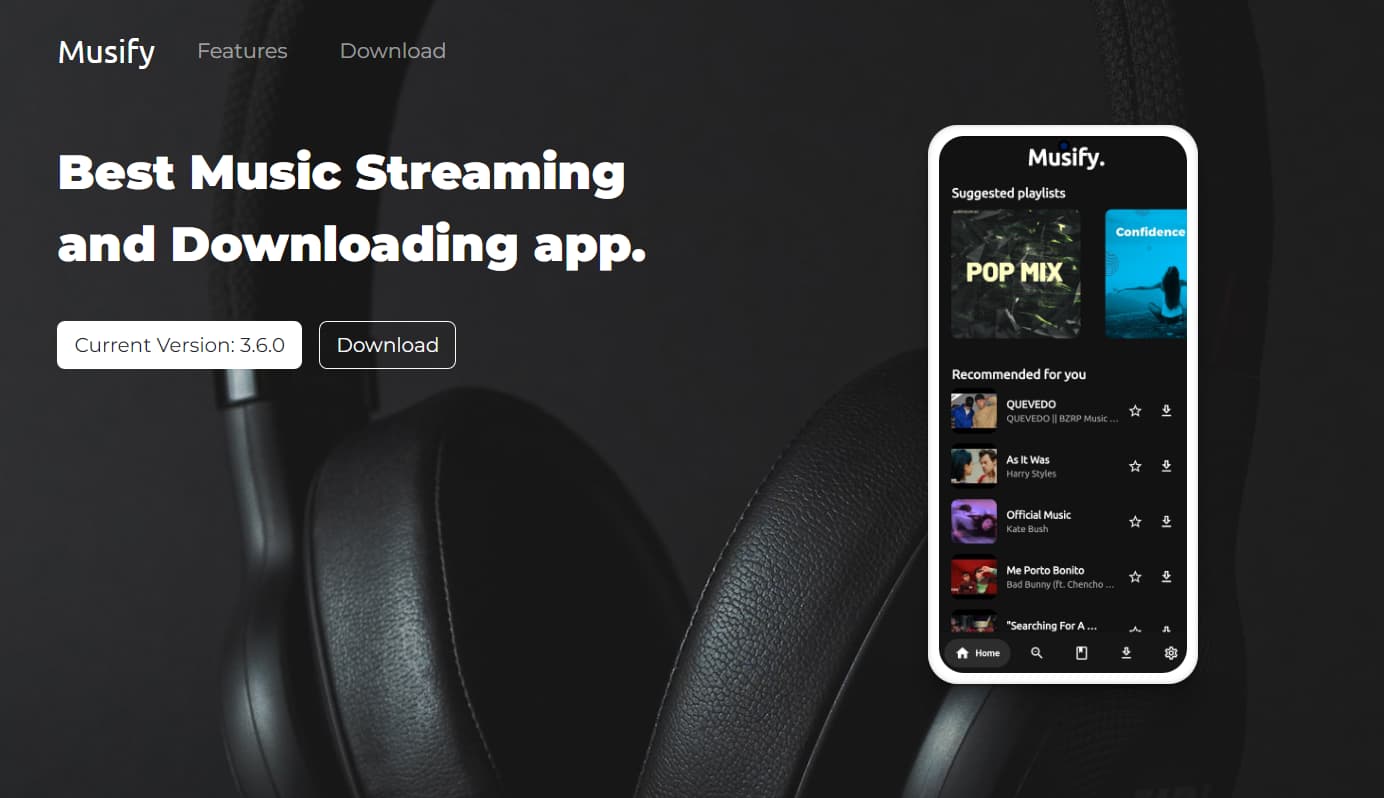 Musify
Features
Download
Best Music Streaming
and Downloading app.
Current Version: 3.6.0
Download
Musify.
Suggested playlists
POP MIX
Confidence
Recommended for you
QUEVEDO
QUEVEDO || BZRP Music ...
As It Was
Harry Styles
Official Music
Kate Bush
Me Porto Bonito
Bad Bunny (ft. Chencho ...
"Searching For A ...
Home